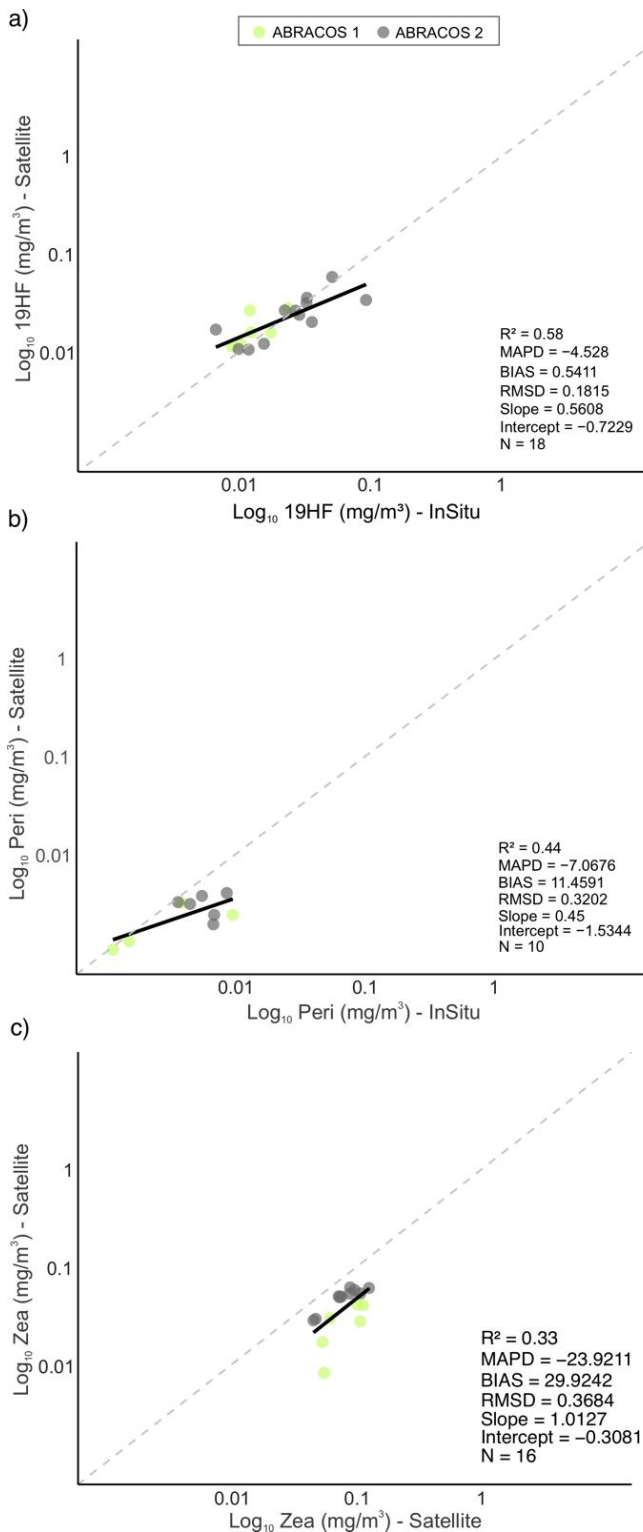 a)
ABRACOS 1 ABRACOS 2
Log₁₀ 19HF (mg/m³) - Satellite
1
0.1
0.01
R² = 0.58
MAPD = −4.528
BIAS = 0.5411
RMSD = 0.1815
Slope = 0.5608
Intercept = −0.7229
N = 18
0.01 0.1 1
Log₁₀ 19HF (mg/m³) - InSitu
b)
Log₁₀ Peri (mg/m³) - Satellite
1
0.1
0.01
R² = 0.44
MAPD = −7.0676
BIAS = 11.4591
RMSD = 0.3202
Slope = 0.45
Intercept = −1.5344
N = 10
0.01 0.1 1
Log₁₀ Peri (mg/m³) - InSitu
c)
Log₁₀ Zea (mg/m³) - Satellite
1
0.1
0.01
R² = 0.33
MAPD = −23.9211
BIAS = 29.9242
RMSD = 0.3684
Slope = 1.0127
Intercept = −0.3081
N = 16
0.01 0.1 1
Log₁₀ Zea (mg/m³) - Satellite